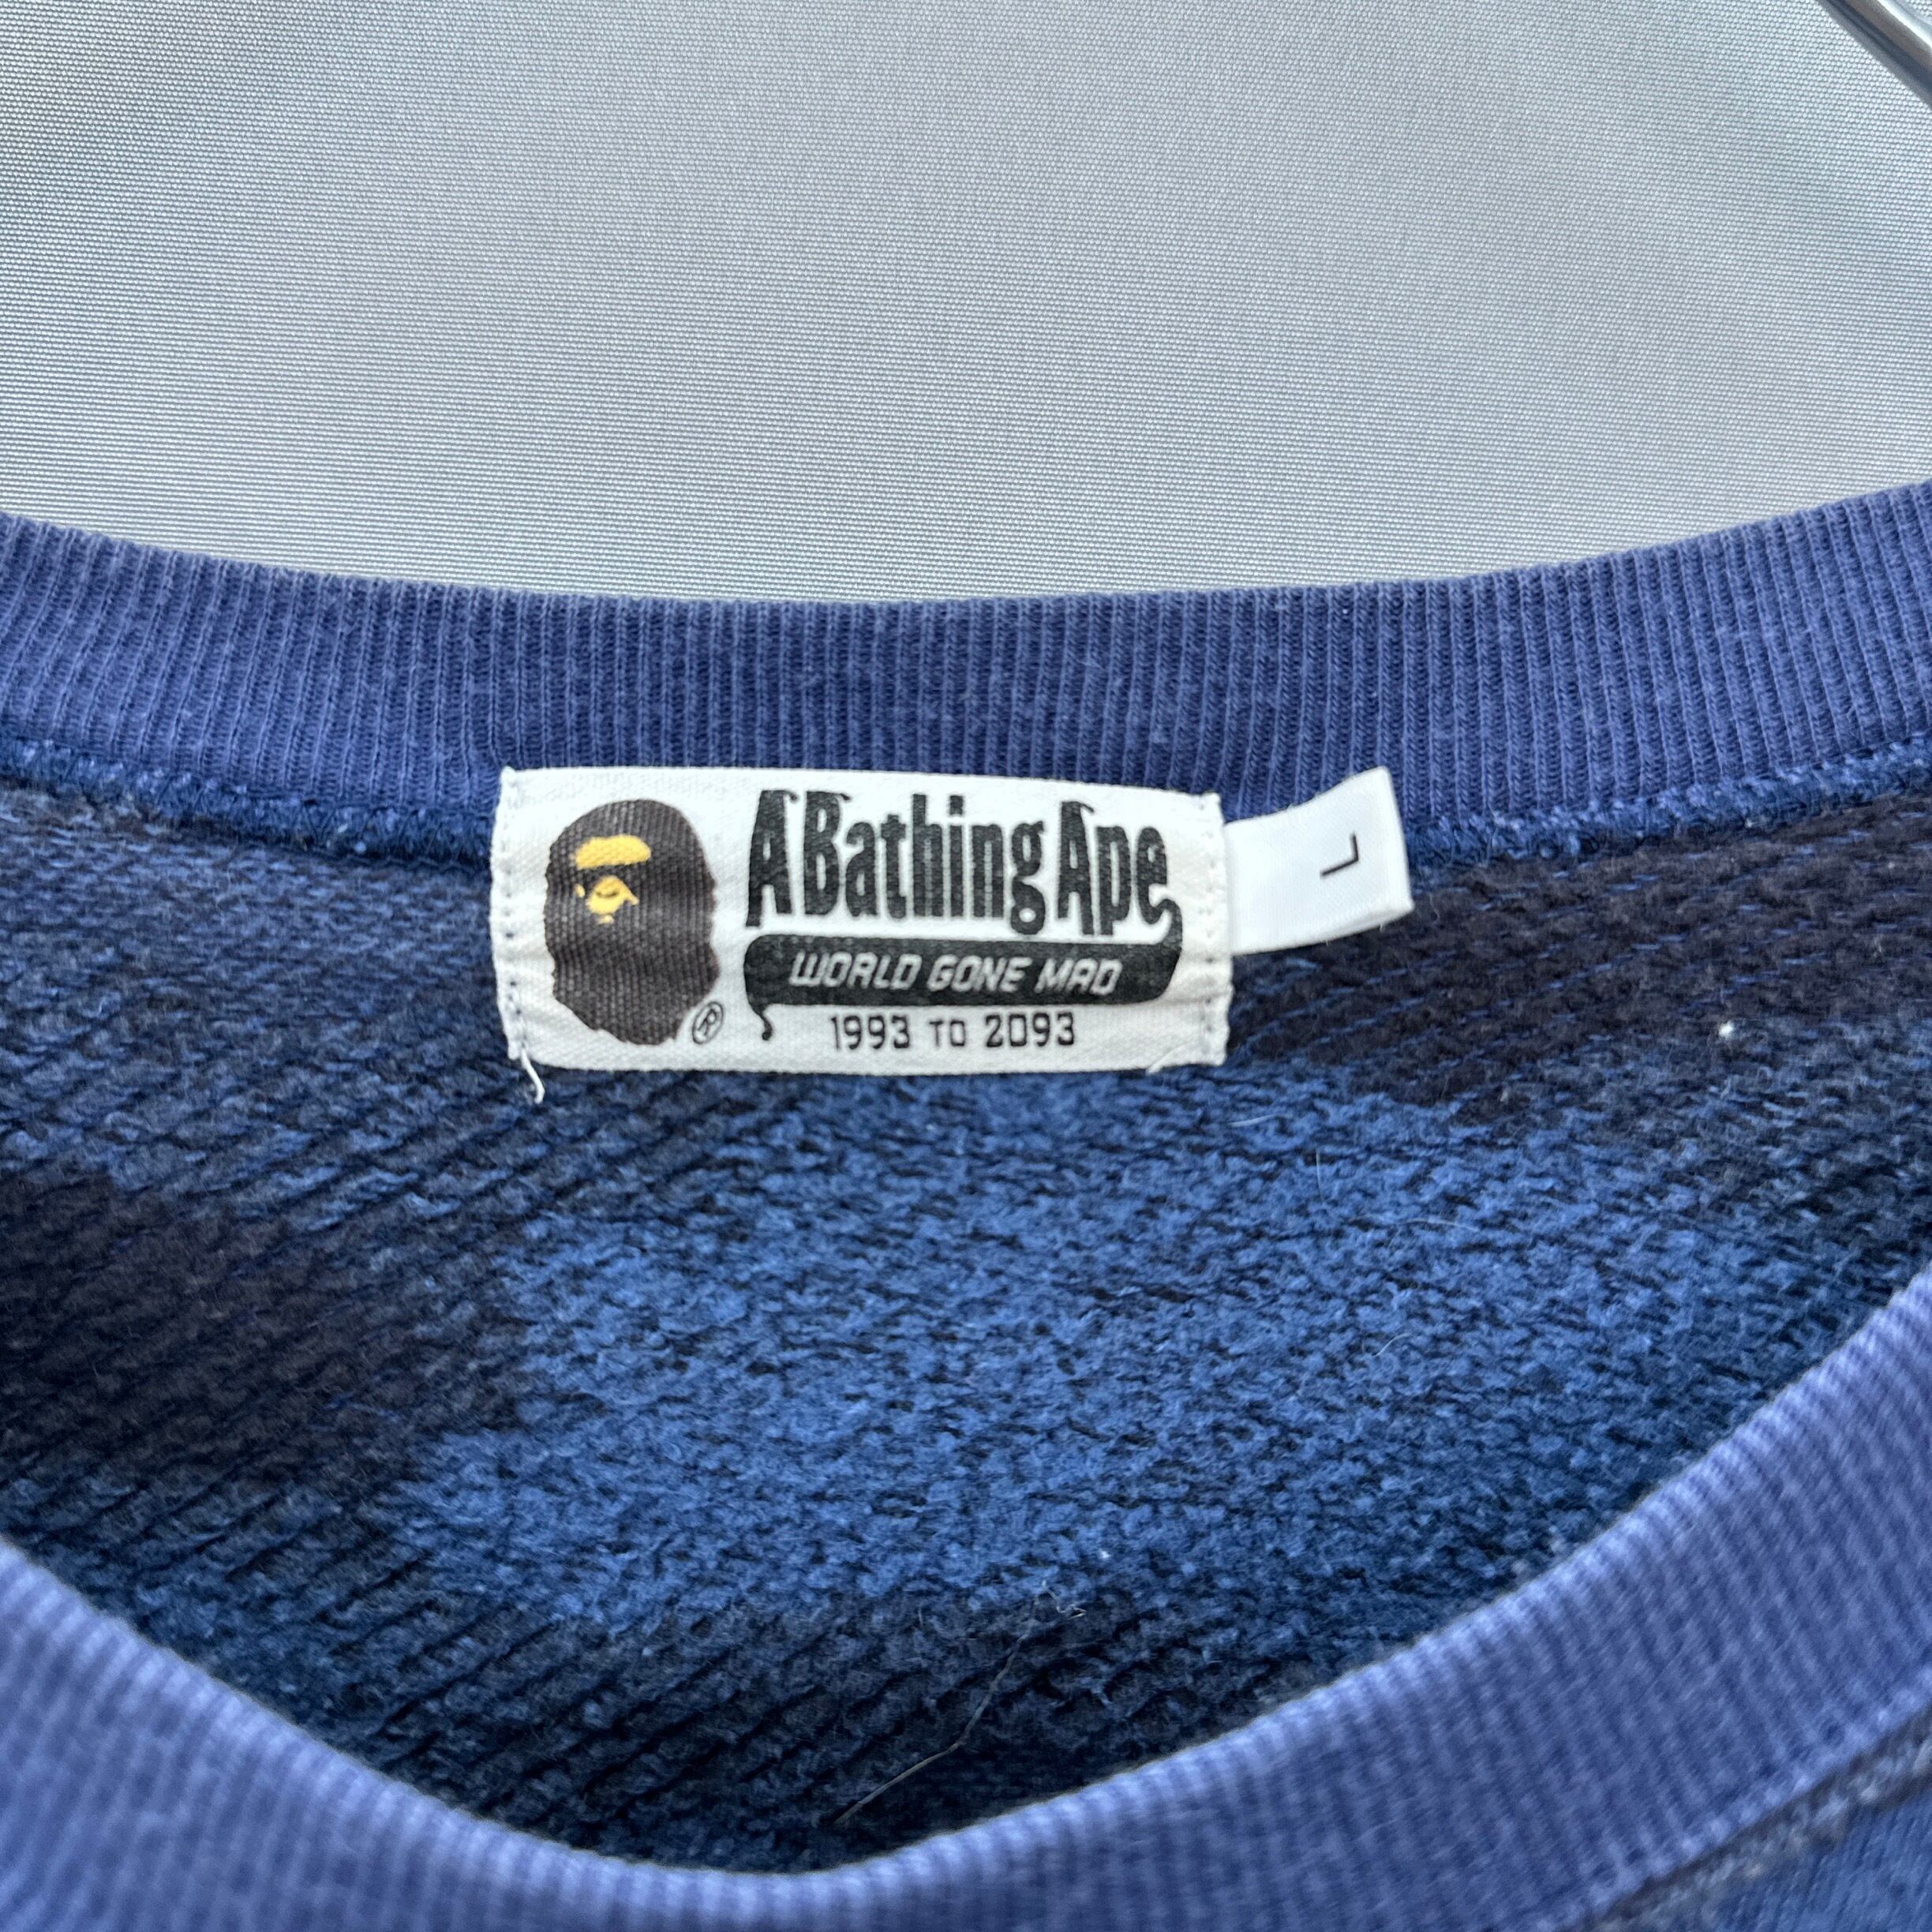 A Bathing Ape
WORLD GONE MAD
1993 TO 2093
®
L